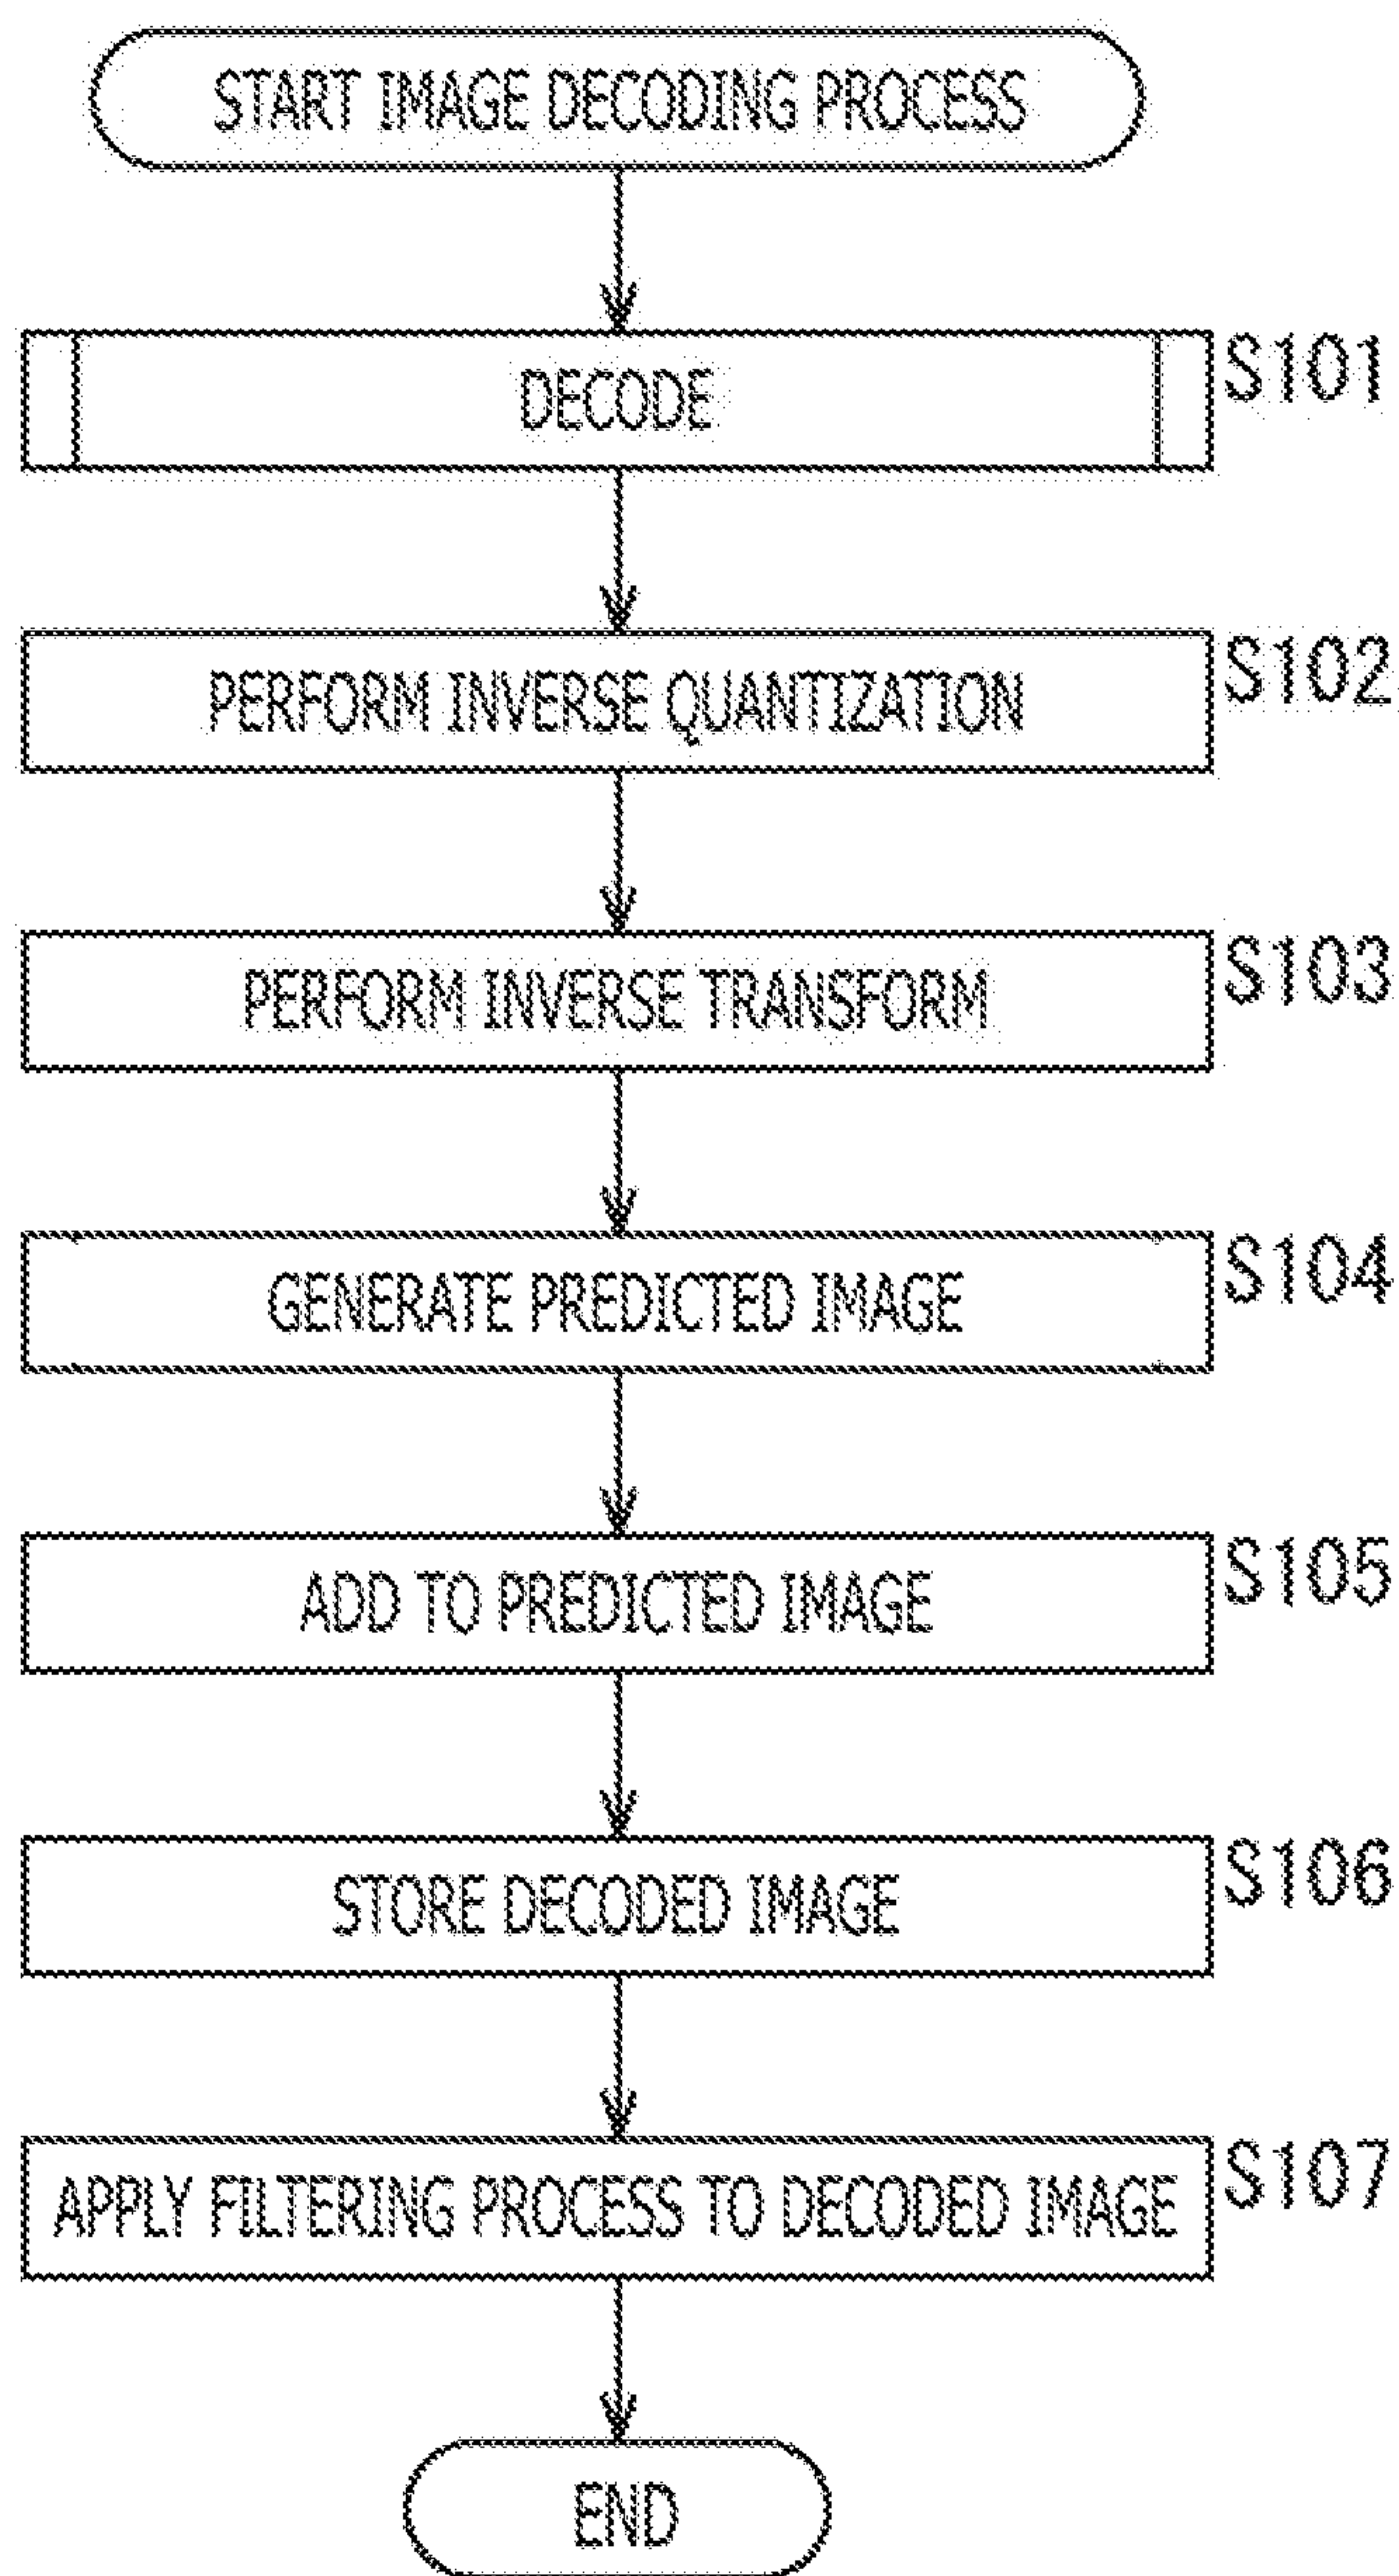 START IMAGE DECODING PROCESS
DECODE
S101
PERFORM INVERSE QUANTIZATION
S102
PERFORM INVERSE TRANSFORM
S103
GENERATE PREDICTED IMAGE
S104
ADD TO PREDICTED IMAGE
S105
STORE DECODED IMAGE
S106
APPLY FILTERING PROCESS TO DECODED IMAGE
S107
END